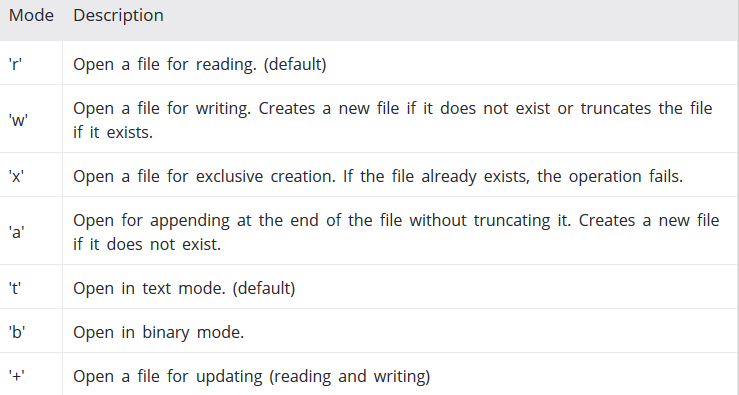 Mode Description
'r' Open a file for reading. (default)
'w' Open a file for writing. Creates a new file if it does not exist or truncates the file
if it exists.
'x' Open a file for exclusive creation. If the file already exists, the operation fails.
'a' Open for appending at the end of the file without truncating it. Creates a new file
if it does not exist.
't' Open in text mode. (default)
'b' Open in binary mode.
'+' Open a file for updating (reading and writing)